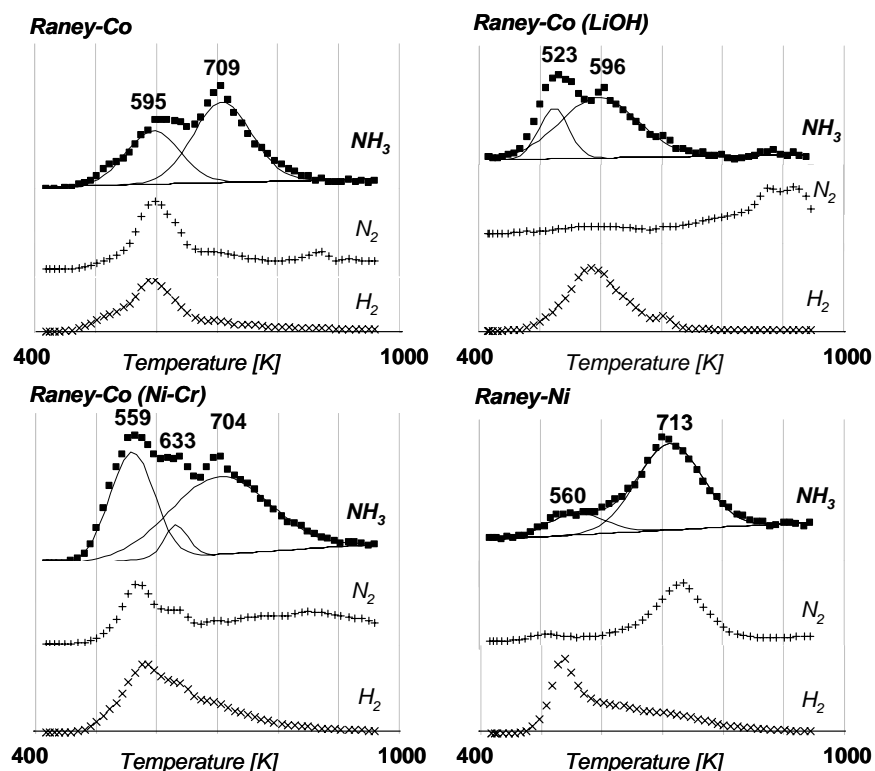 Raney-Co
595
709
NH3
N2
H2
400
Temperature [K]
1000
Raney-Co (LiOH)
523
596
NH3
N2
H2
400
Temperature [K]
1000
Raney-Co (Ni-Cr)
559
633
704
NH3
N2
H2
400
Temperature [K]
1000
Raney-Ni
713
560
NH3
N2
H2
400
Temperature [K]
1000